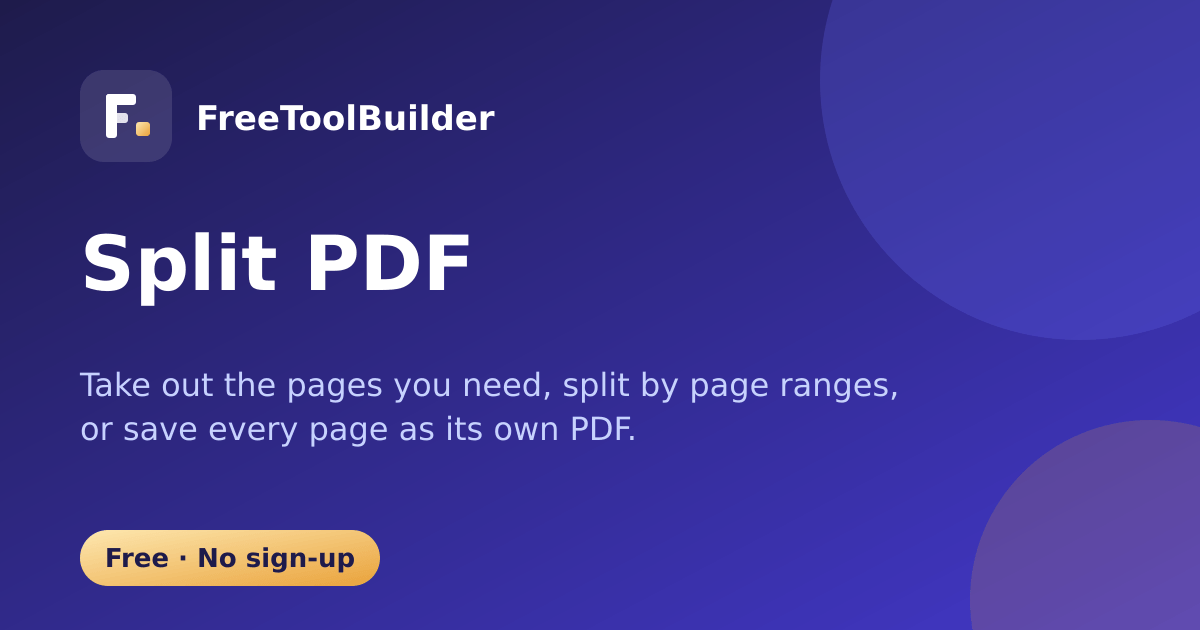 F.
FreeToolBuilder
Split PDF
Take out the pages you need, split by page ranges,
or save every page as its own PDF.
Free · No sign-up